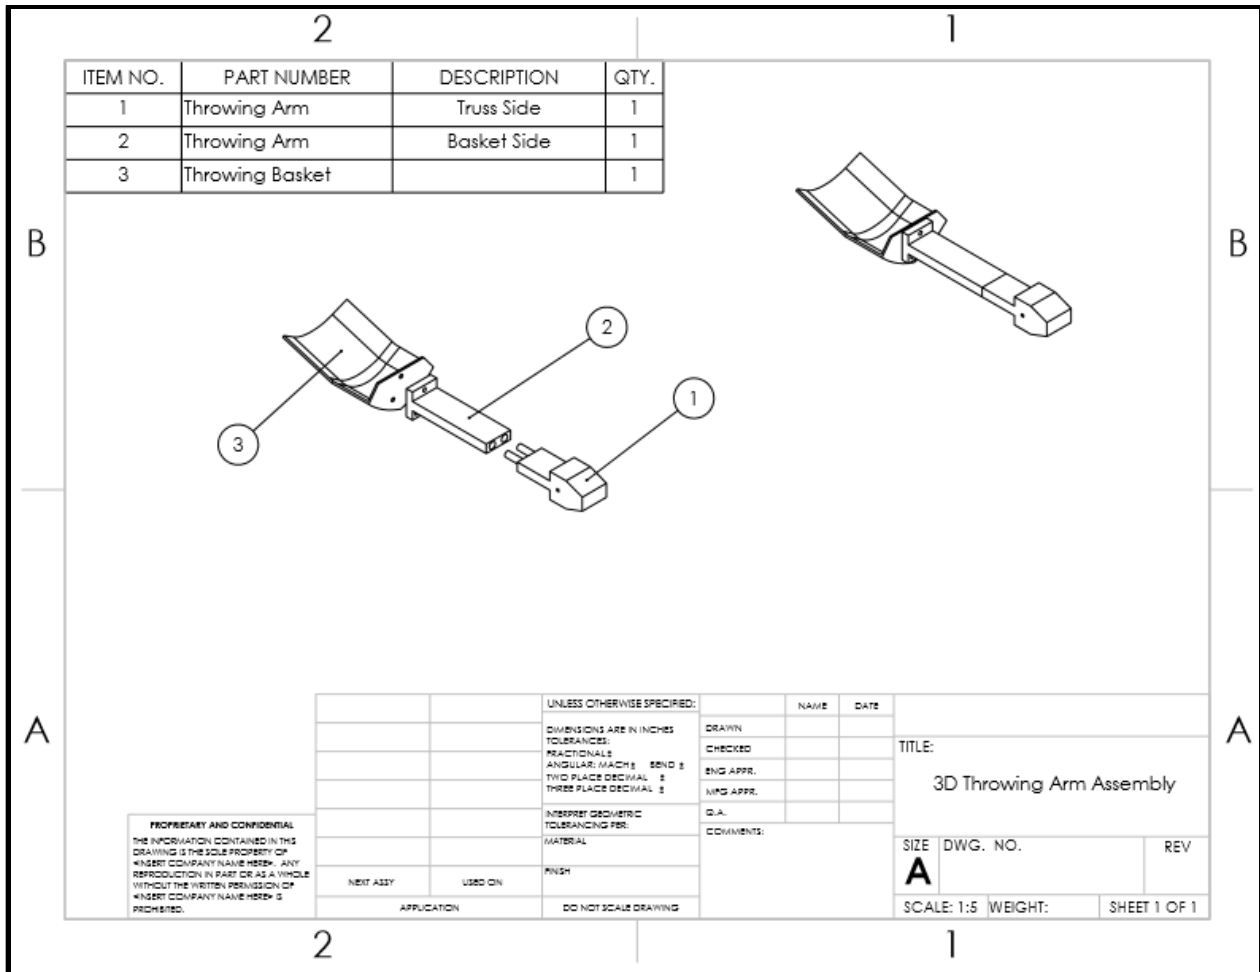 2 1
ITEM NO. PART NUMBER DESCRIPTION QTY.
1 Throwing Arm Truss Side 1
2 Throwing Arm Basket Side 1
3 Throwing Basket 1
B B
2
1
3
A A
UNLESS OTHERWISE SPECIFIED:
DIMENSIONS ARE IN INCHES
TOLERANCES:
FRACTIONAL ±
ANGULAR: MACH ± BEND ±
TWO PLACE DECIMAL ±
THREE PLACE DECIMAL ±
INTERPRET GEOMETRIC
TOLERANCING PER:
MATERIAL
FINISH
DO NOT SCALE DRAWING
NAME DATE
DRAWN
CHECKED
ENG APPR.
MFG APPR.
Q.A.
COMMENTS:
TITLE:
3D Throwing Arm Assembly
SIZE DWG. NO. REV
A
SCALE: 1:5 WEIGHT: SHEET 1 OF 1
PROPRIETARY AND CONFIDENTIAL
THE INFORMATION CONTAINED IN THIS
DRAWING IS THE SOLE PROPERTY OF
<INSERT COMPANY NAME HERE>. ANY
REPRODUCTION IN PART OR AS A WHOLE
WITHOUT THE WRITTEN PERMISSION OF
<INSERT COMPANY NAME HERE> IS
PROHIBITED.
NEXT ASSY USED ON
APPLICATION
2 1